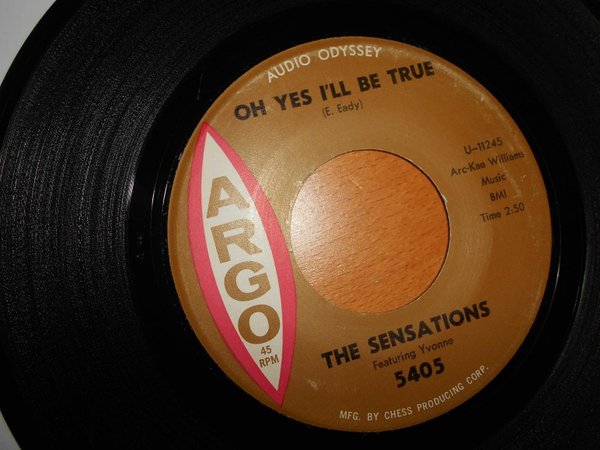 AUDIO ODYSSEY
OH YES I'LL BE TRUE
(E. Eady)
U-11245
Arc-Kae Williams
Music
BMI
Time 2.50
ARGO
45
RPM
THE SENSATIONS
Featuring Yvonne
5405
MFG. BY CHESS PRODUCING CORP.